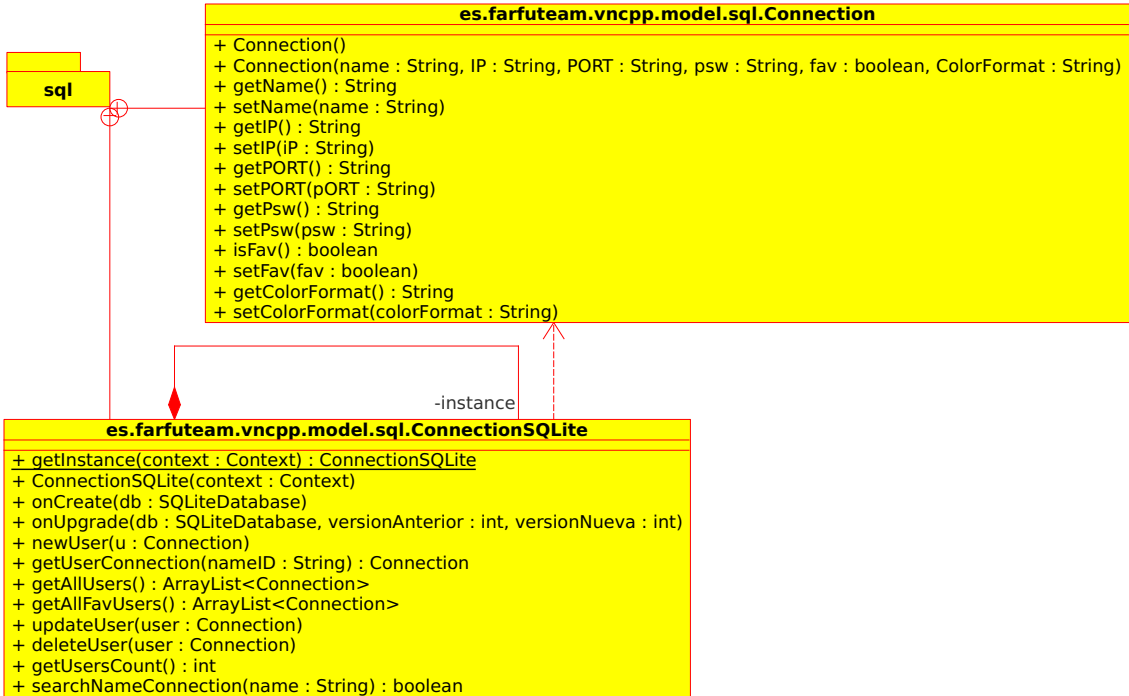 es.farfuteam.vncpp.model.sql.Connection
+ Connection()
+ Connection(name : String, IP : String, PORT : String, psw : String, fav : boolean, ColorFormat : String)
+ getName() : String
+ setName(name : String)
+ getIP() : String
+ setIP(iP : String)
+ getPORT() : String
+ setPORT(pORT : String)
+ getPsw() : String
+ setPsw(psw : String)
+ isFav() : boolean
+ setFav(fav : boolean)
+ getColorFormat() : String
+ setColorFormat(colorFormat : String)
sql
-instance
es.farfuteam.vncpp.model.sql.ConnectionSQLite
+ getInstance(context : Context) : ConnectionSQLite
+ ConnectionSQLite(context : Context)
+ onCreate(db : SQLiteDatabase)
+ onUpgrade(db : SQLiteDatabase, versionAnterior : int, versionNueva : int)
+ newUser(u : Connection)
+ getUserConnection(nameID : String) : Connection
+ getAllUsers() : ArrayList<Connection>
+ getAllFavUsers() : ArrayList<Connection>
+ updateUser(user : Connection)
+ deleteUser(user : Connection)
+ getUsersCount() : int
+ searchNameConnection(name : String) : boolean